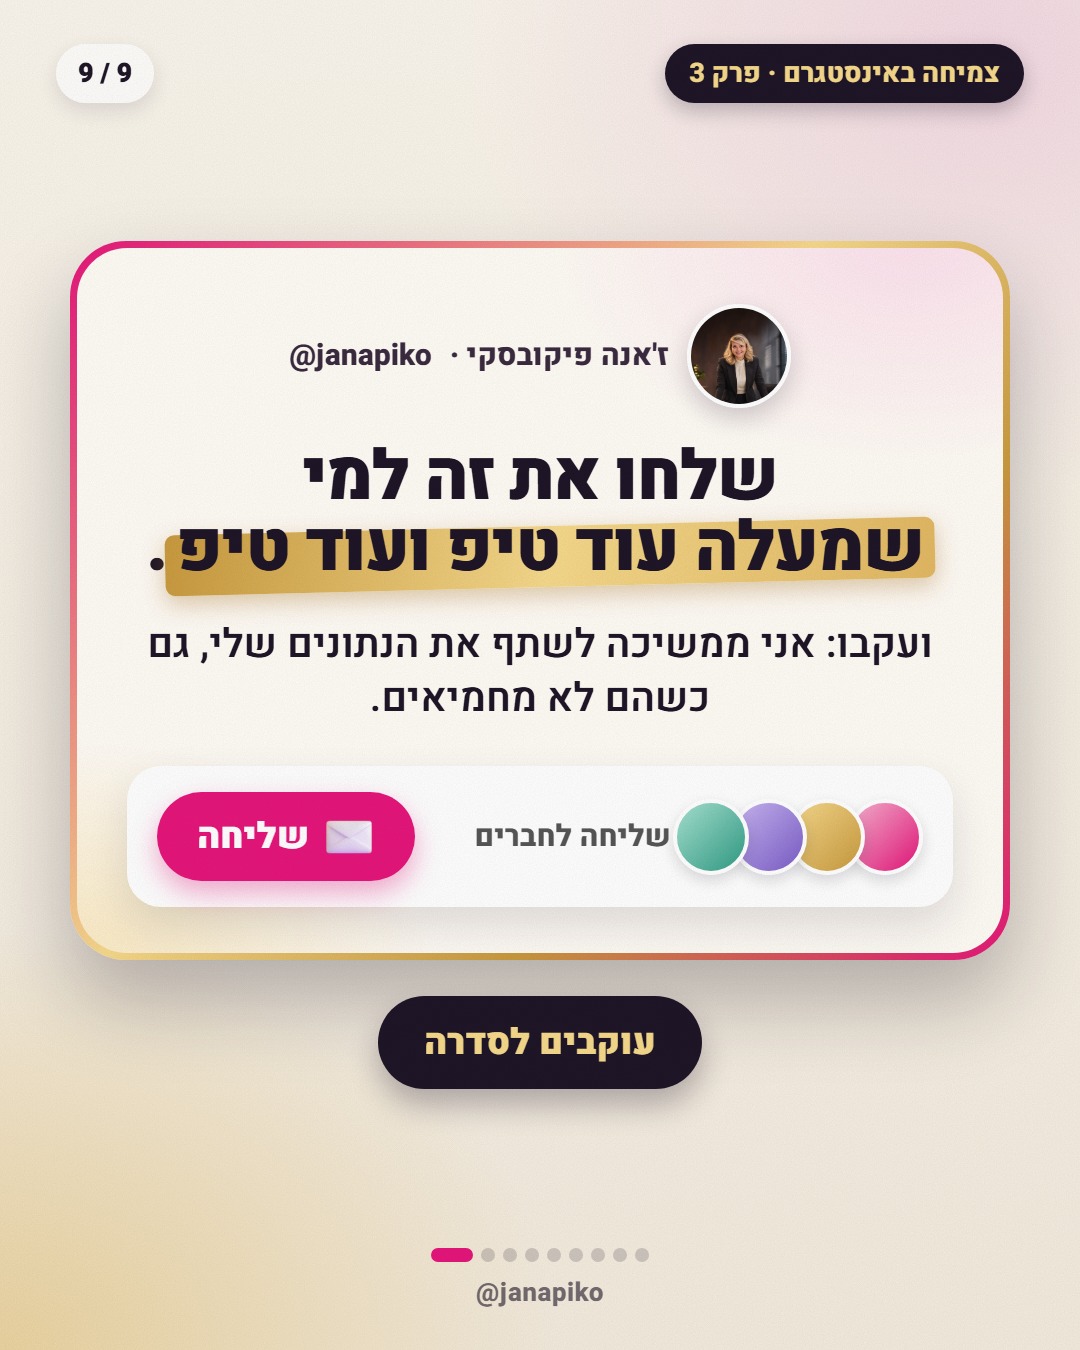 צמיחה באינסטגרם · פרק 3
9 / 9
ז'אנה פיקובסקי · @janapiko
שלחו את זה למי
שמעלה עוד טיפ ועוד טיפ.
ועקבו: אני ממשיכה לשתף את הנתונים שלי, גם
כשהם לא מחמיאים.
שליחה לחברים
שליחה
עוקבים לסדרה
@janapiko